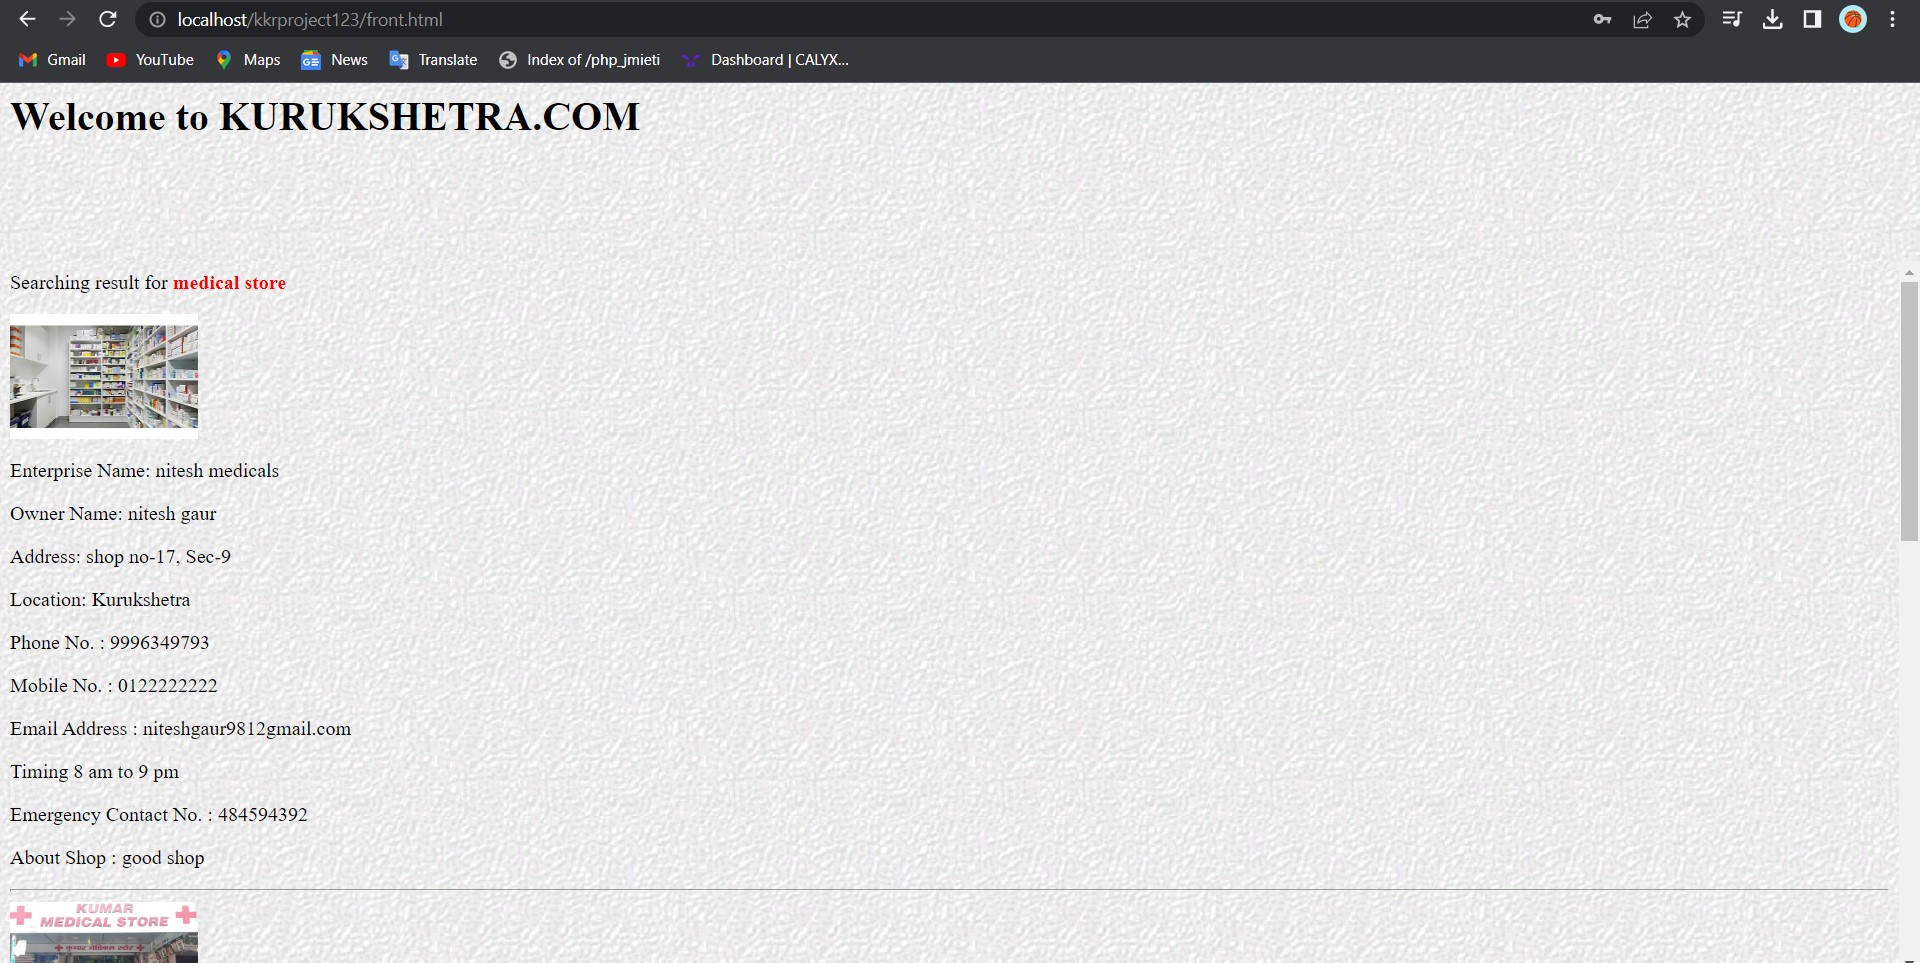 localhost/kkrproject123/front.html
Gmail YouTube Maps News Translate Index of /php_jmieti Dashboard | CALYX...
Welcome to KURUKSHETRA.COM
Searching result for medical store
Enterprise Name: nitesh medicals
Owner Name: nitesh gaur
Address: shop no-17, Sec-9
Location: Kurukshetra
Phone No. : 9996349793
Mobile No. : 0122222222
Email Address : niteshgaur9812gmail.com
Timing 8 am to 9 pm
Emergency Contact No. : 484594392
About Shop : good shop
KUMAR
MEDICAL STORE
कुमार मेडिकल स्टोर